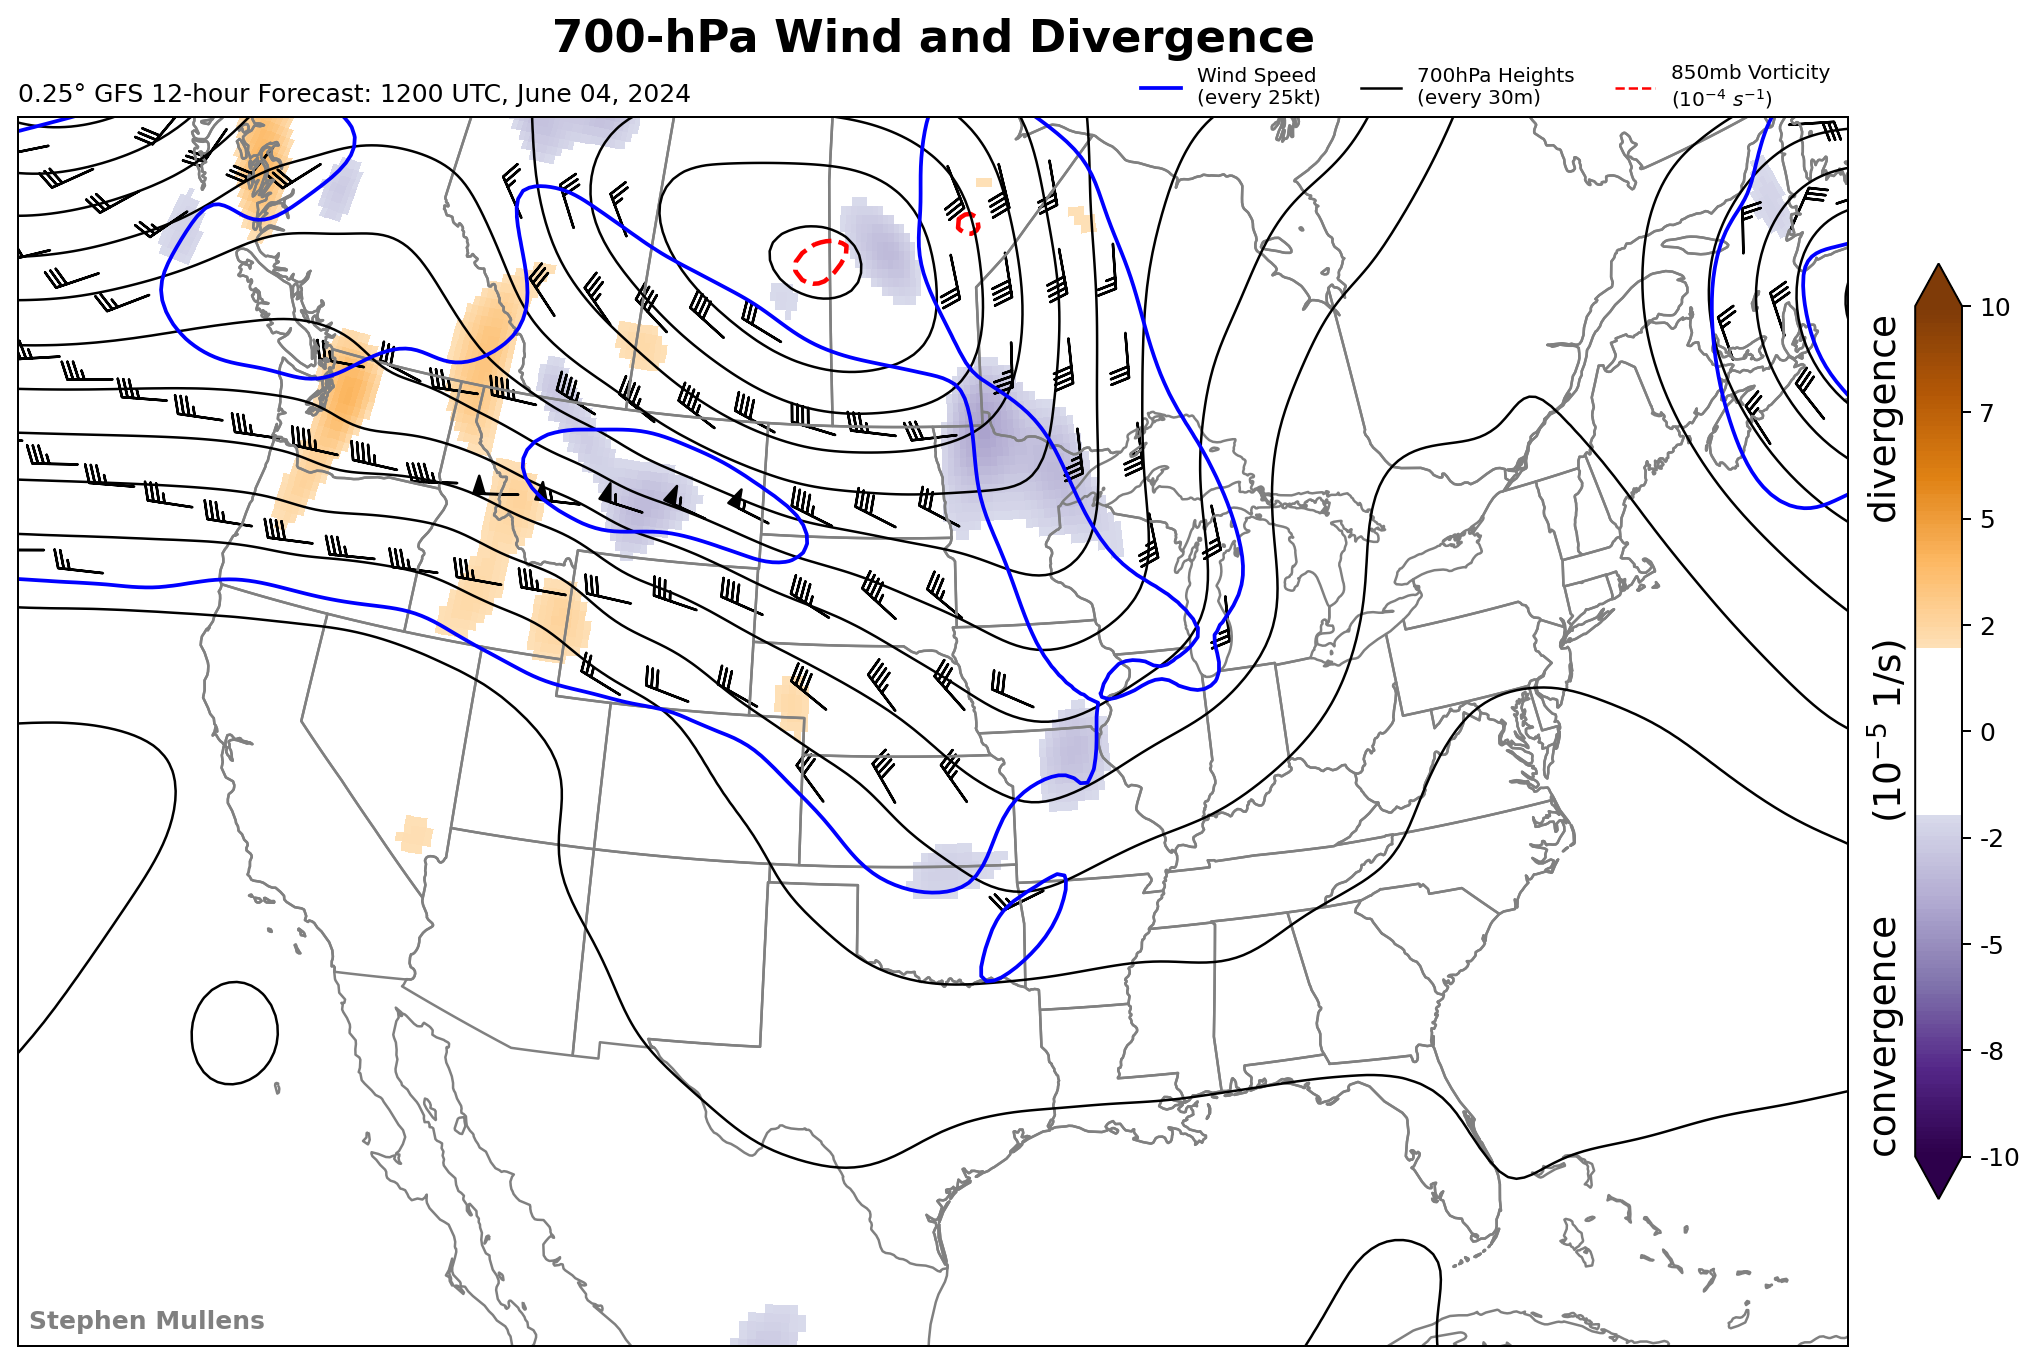 700-hPa Wind and Divergence
0.25° GFS 12-hour Forecast: 1200 UTC, June 04, 2024
Wind Speed
(every 25kt)
700hPa Heights
(every 30m)
850mb Vorticity
(10⁻⁴ s⁻¹)
10
7
5
2
0
-2
-5
-8
-10
convergence (10⁻⁵ 1/s) divergence
Stephen Mullens